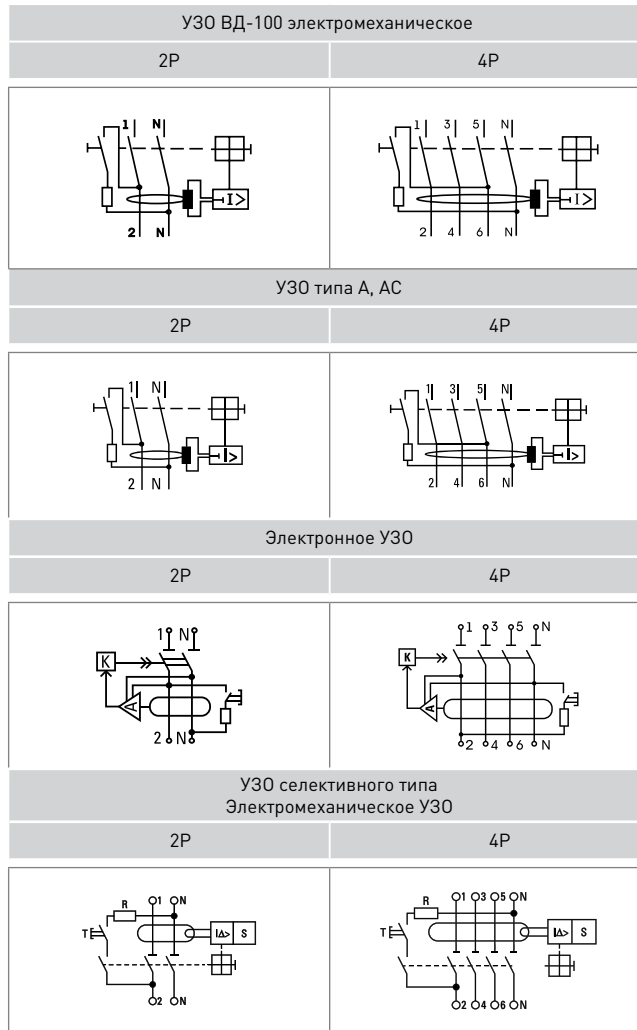 УЗО ВД-100 электромеханическое
2P 4P
1 N 1 3 5 N
I> I>
2 N 2 4 6 N
УЗО типа А, АС
2P 4P
1 N 1 3 5 N
I> I>
2 N 2 4 6 N
Электронное УЗО
2P 4P
1 N 1 3 5 N
K K
A A
2 N 2 4 6 N
УЗО селективного типа
Электромеханическое УЗО
2P 4P
R 1 N R 1 3 5 N
T IΔ> S T IΔ> S
2 N 2 4 6 N